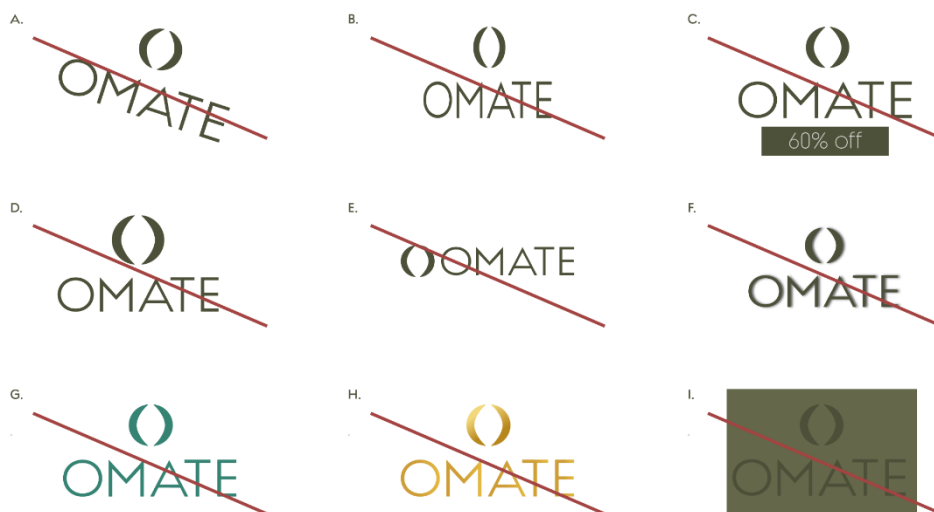 A.
B.
C.
OMATE
OMATE
OMATE
60% off
D.
E.
F.
OMATE
OMATE
OMATE
G.
H.
I.
OMATE
OMATE
OMATE